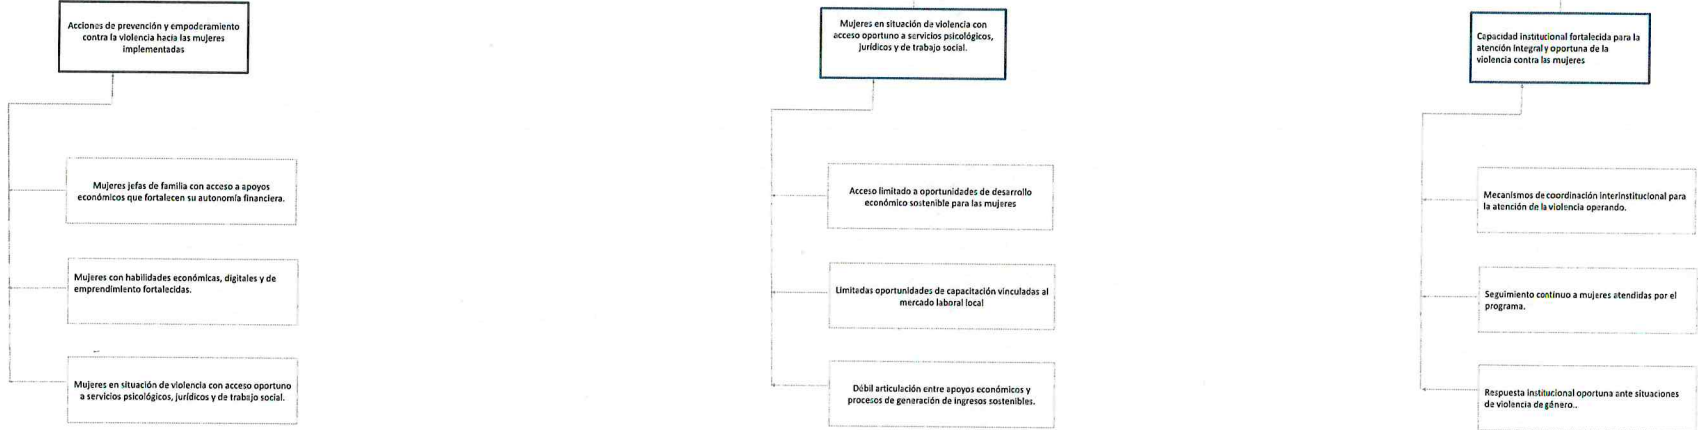 Acciones de prevención y empoderamiento
contra la violencia hacia las mujeres
implementadas
Mujeres jefas de familia con acceso a apoyos
económicos que fortalecen su autonomía financiera.
Mujeres con habilidades económicas, digitales y de
emprendimiento fortalecidas.
Mujeres en situación de violencia con acceso oportuno
a servicios psicológicos, jurídicos y de trabajo social.
Mujeres en situación de violencia con
acceso oportuno a servicios psicológicos,
jurídicos y de trabajo social.
Acceso limitado a oportunidades de desarrollo
económico sostenible para las mujeres
Limitadas oportunidades de capacitación vinculadas al
mercado laboral local
Débil articulación entre apoyos económicos y
procesos de generación de ingresos sostenibles.
Capacidad institucional fortalecida para la
atención integral y oportuna de la
violencia contra las mujeres
Mecanismos de coordinación interinstitucional para
la atención de la violencia operando.
Seguimiento continuo a mujeres atendidas por el
programa.
Respuesta institucional oportuna ante situaciones
de violencia de género..